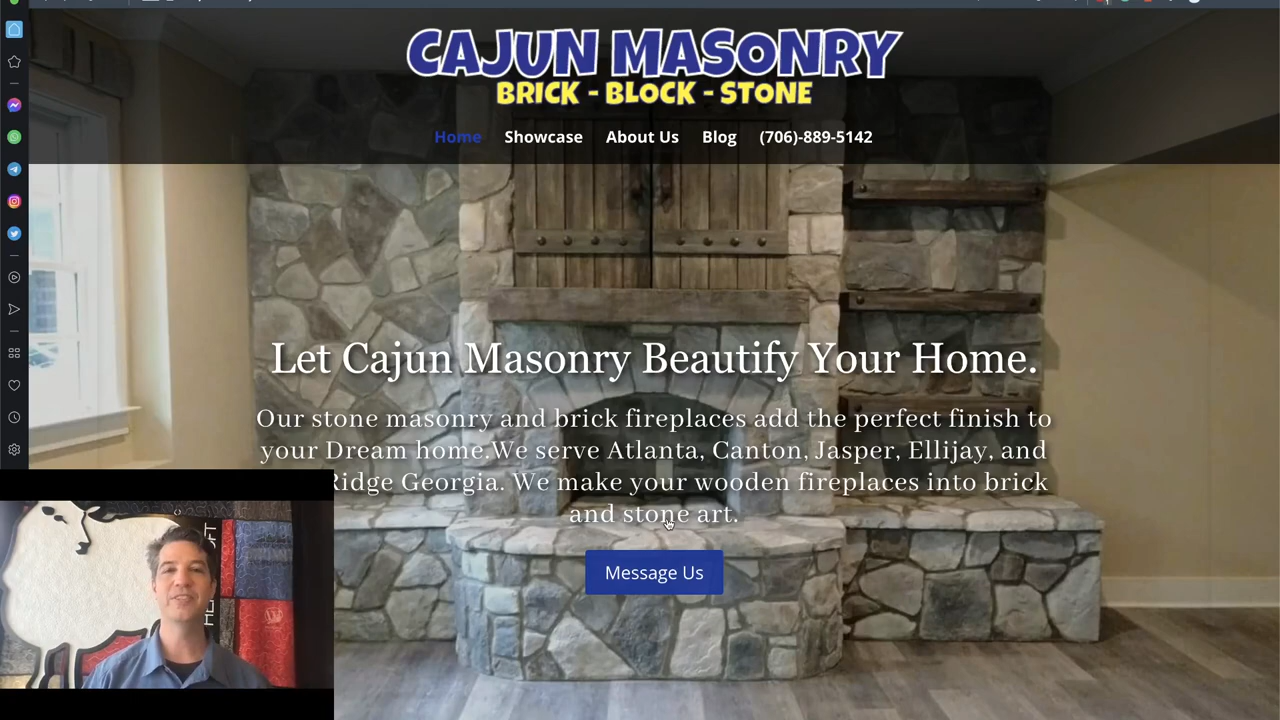 CAJUN MASONRY
BRICK - BLOCK - STONE
Home Showcase About Us Blog (706)-889-5142
Let Cajun Masonry Beautify Your Home.
Our stone masonry and brick fireplaces add the perfect finish to
your Dream home.We serve Atlanta, Canton, Jasper, Ellijay, and
Ridge Georgia. We make your wooden fireplaces into brick
and stone art.
Message Us